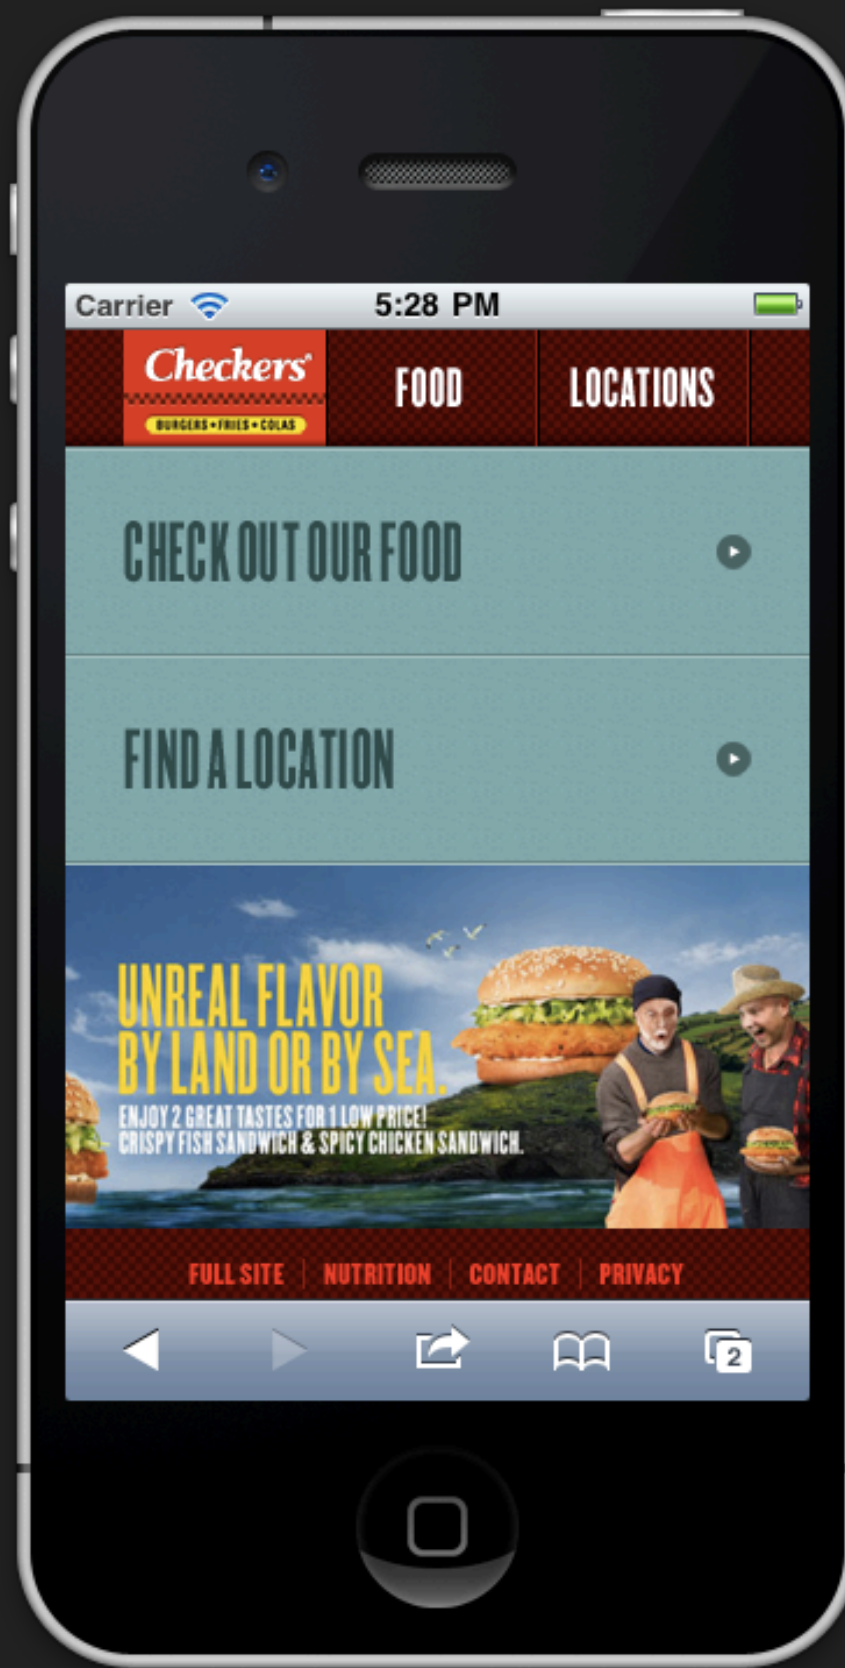 Carrier 5:28 PM
Checkers®
BURGERS • FRIES • COLAS
FOOD
LOCATIONS
CHECK OUT OUR FOOD
FIND A LOCATION
UNREAL FLAVOR
BY LAND OR BY SEA.
ENJOY 2 GREAT TASTES FOR 1 LOW PRICE!
CRISPY FISH SANDWICH & SPICY CHICKEN SANDWICH.
FULL SITE | NUTRITION | CONTACT | PRIVACY
2